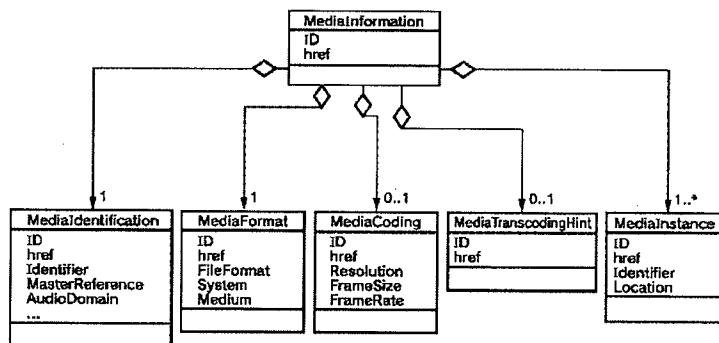 MediaInformation
ID
href
1
1
0..1
0..1
1..*
MediaIdentification
ID
href
Identifier
MasterReference
AudioDomain
...
MediaFormat
ID
href
FileFormat
System
Medium
MediaCoding
ID
href
Resolution
FrameSize
FrameRate
MediaTranscodingHint
ID
href
MediaInstance
ID
href
Identifier
Location